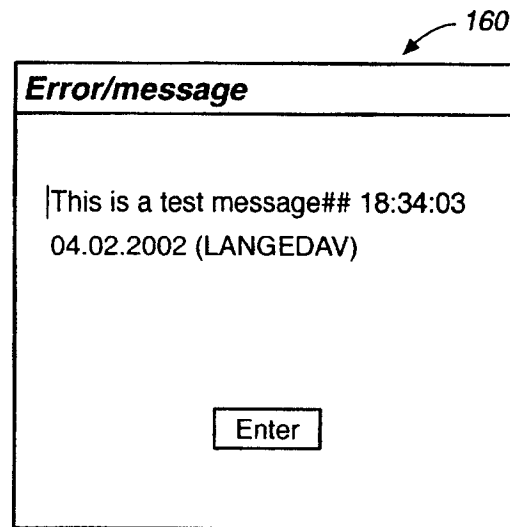 160
Error/message
This is a test message## 18:34:03
04.02.2002 (LANGEDAV)
Enter